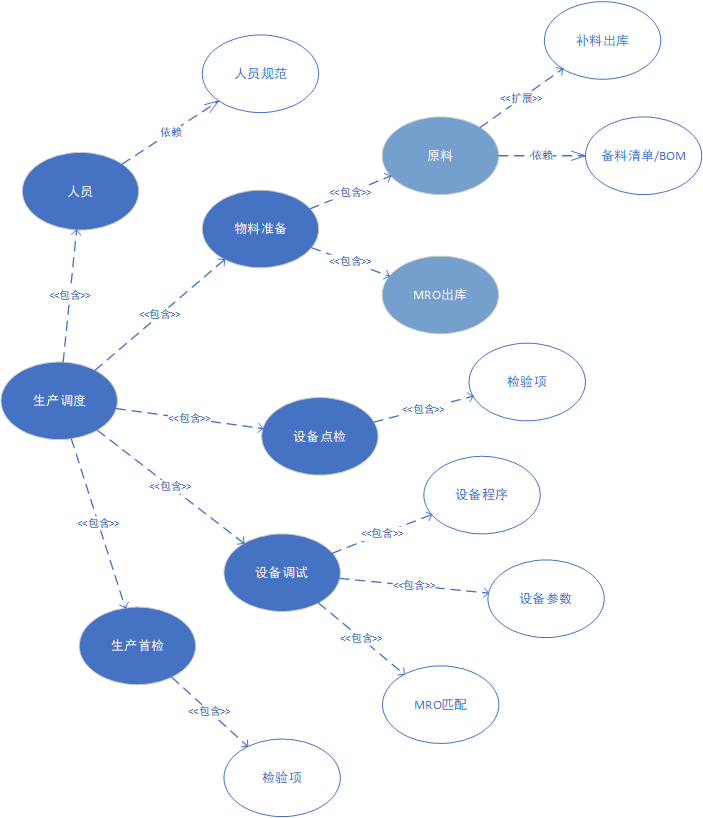 补料出库
人员规范
<<扩展>>
依赖
原料
依赖
备料清单/BOM
人员
<<包含>>
物料准备
<<包含>>
MRO出库
<<包含>>
<<包含>>
检验项
生产调度
<<包含>>
<<包含>>
设备点检
<<包含>>
设备程序
<<包含>>
<<包含>>
设备调试
<<包含>>
设备参数
<<包含>>
生产首检
MRO匹配
<<包含>>
检验项